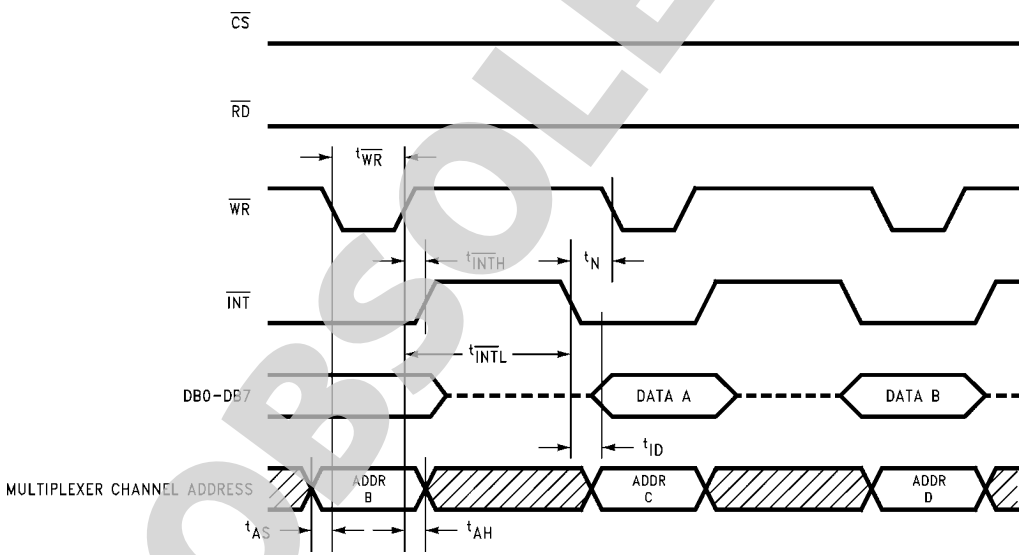 CS
RD
tWR
WR
tINTH
tN
INT
tINTL
DB0-DB7
DATA A
DATA B
tID
MULTIPLEXER CHANNEL ADDRESS
ADDR
B
ADDR
C
ADDR
D
tAS
tAH
OBSOLE